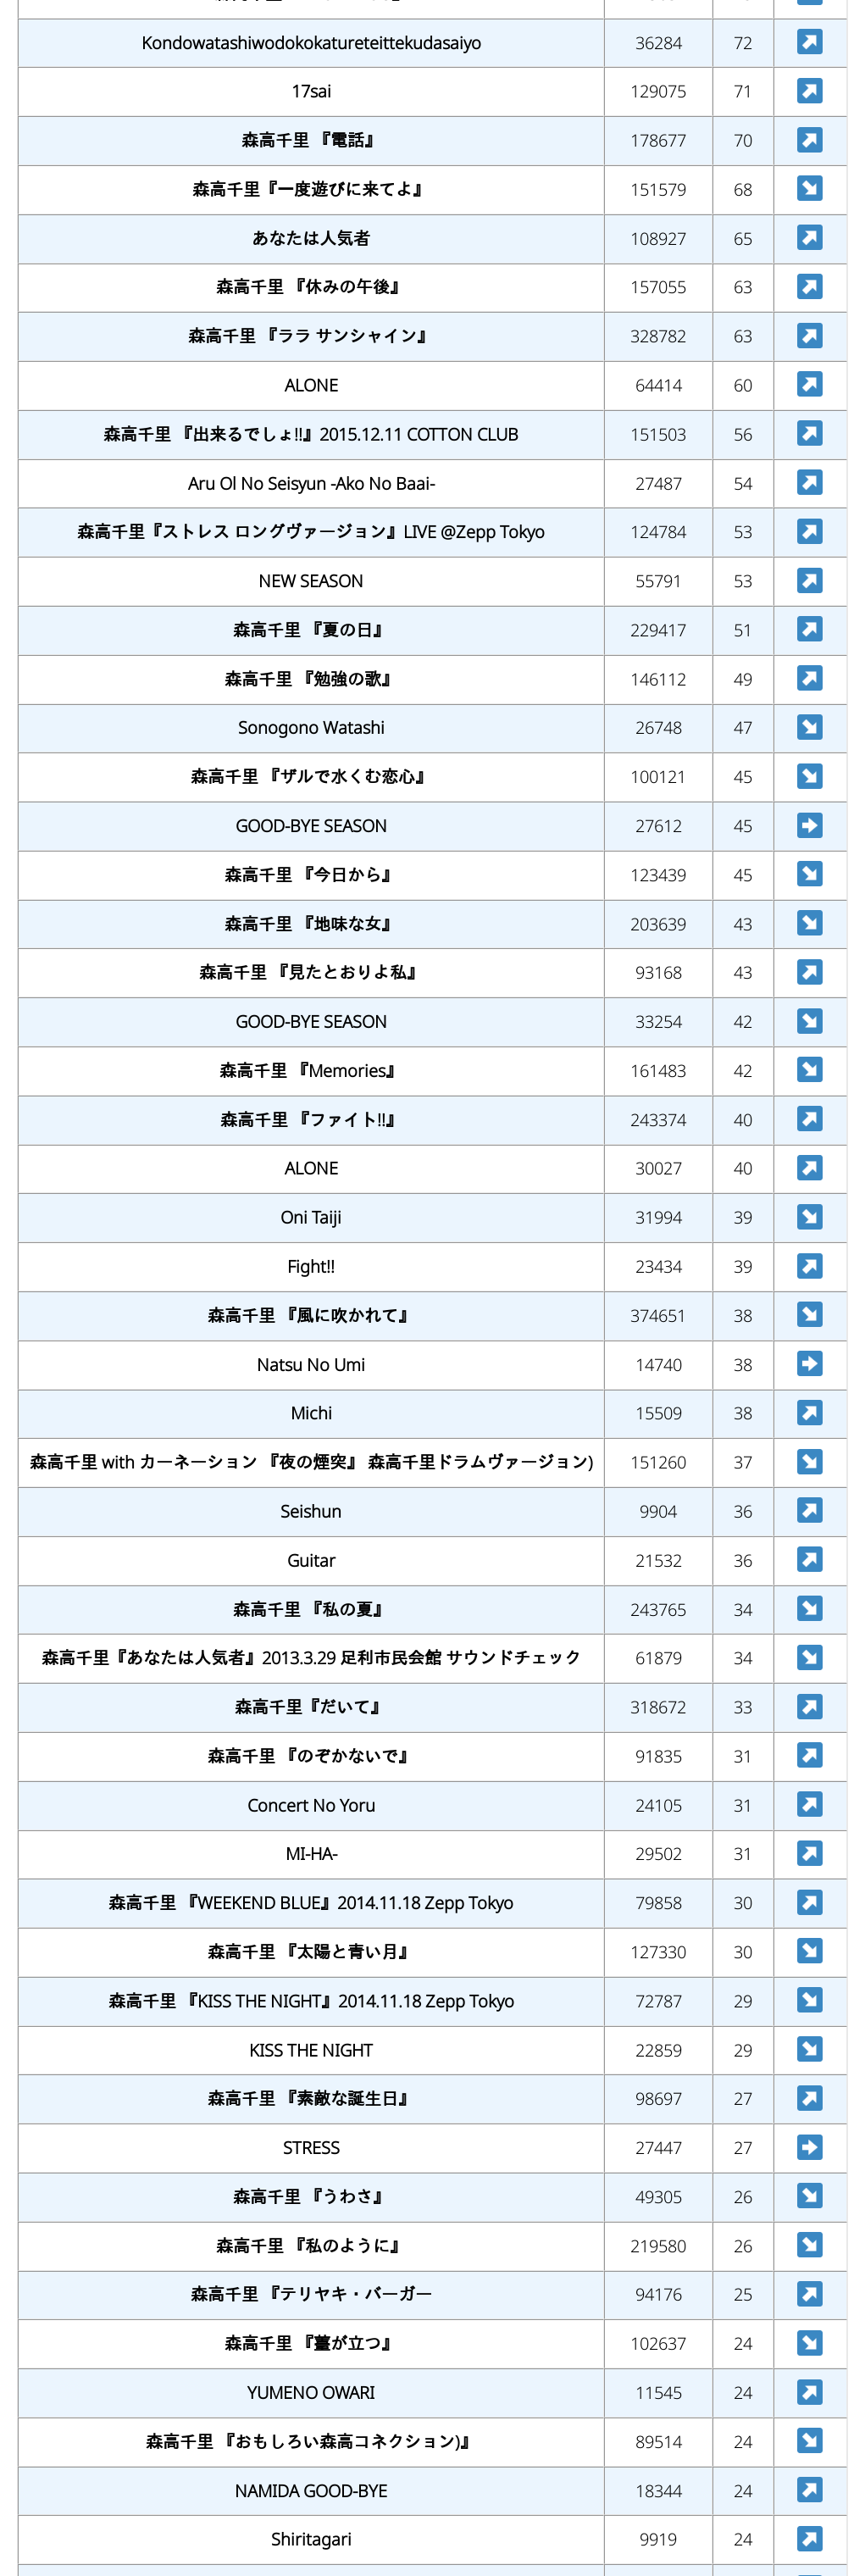 Kondowatashiwodokokatureteittekudasaiyo 36284 72
17sai 129075 71
森高千里 『電話』 178677 70
森高千里『一度遊びに来てよ』 151579 68
あなたは人気者 108927 65
森高千里 『休みの午後』 157055 63
森高千里 『ララ サンシャイン』 328782 63
ALONE 64414 60
森高千里 『出来るでしょ!!』2015.12.11 COTTON CLUB 151503 56
Aru Ol No Seisyun -Ako No Baai- 27487 54
森高千里『ストレス ロングヴァージョン』LIVE @Zepp Tokyo 124784 53
NEW SEASON 55791 53
森高千里 『夏の日』 229417 51
森高千里 『勉強の歌』 146112 49
Sonogono Watashi 26748 47
森高千里 『ザルで水くむ恋心』 100121 45
GOOD-BYE SEASON 27612 45
森高千里 『今日から』 123439 45
森高千里 『地味な女』 203639 43
森高千里 『見たとおりよ私』 93168 43
GOOD-BYE SEASON 33254 42
森高千里 『Memories』 161483 42
森高千里 『ファイト!!』 243374 40
ALONE 30027 40
Oni Taiji 31994 39
Fight!! 23434 39
森高千里 『風に吹かれて』 374651 38
Natsu No Umi 14740 38
Michi 15509 38
森高千里 with カーネーション 『夜の煙突』 森高千里ドラムヴァージョン) 151260 37
Seishun 9904 36
Guitar 21532 36
森高千里 『私の夏』 243765 34
森高千里『あなたは人気者』2013.3.29 足利市民会館 サウンドチェック 61879 34
森高千里『だいて』 318672 33
森高千里 『のぞかないで』 91835 31
Concert No Yoru 24105 31
MI-HA- 29502 31
森高千里 『WEEKEND BLUE』2014.11.18 Zepp Tokyo 79858 30
森高千里 『太陽と青い月』 127330 30
森高千里 『KISS THE NIGHT』2014.11.18 Zepp Tokyo 72787 29
KISS THE NIGHT 22859 29
森高千里 『素敵な誕生日』 98697 27
STRESS 27447 27
森高千里 『うわさ』 49305 26
森高千里 『私のように』 219580 26
森高千里 『テリヤキ・バーガー 94176 25
森高千里 『薹が立つ』 102637 24
YUMENO OWARI 11545 24
森高千里 『おもしろい森高コネクション)』 89514 24
NAMIDA GOOD-BYE 18344 24
Shiritagari 9919 24